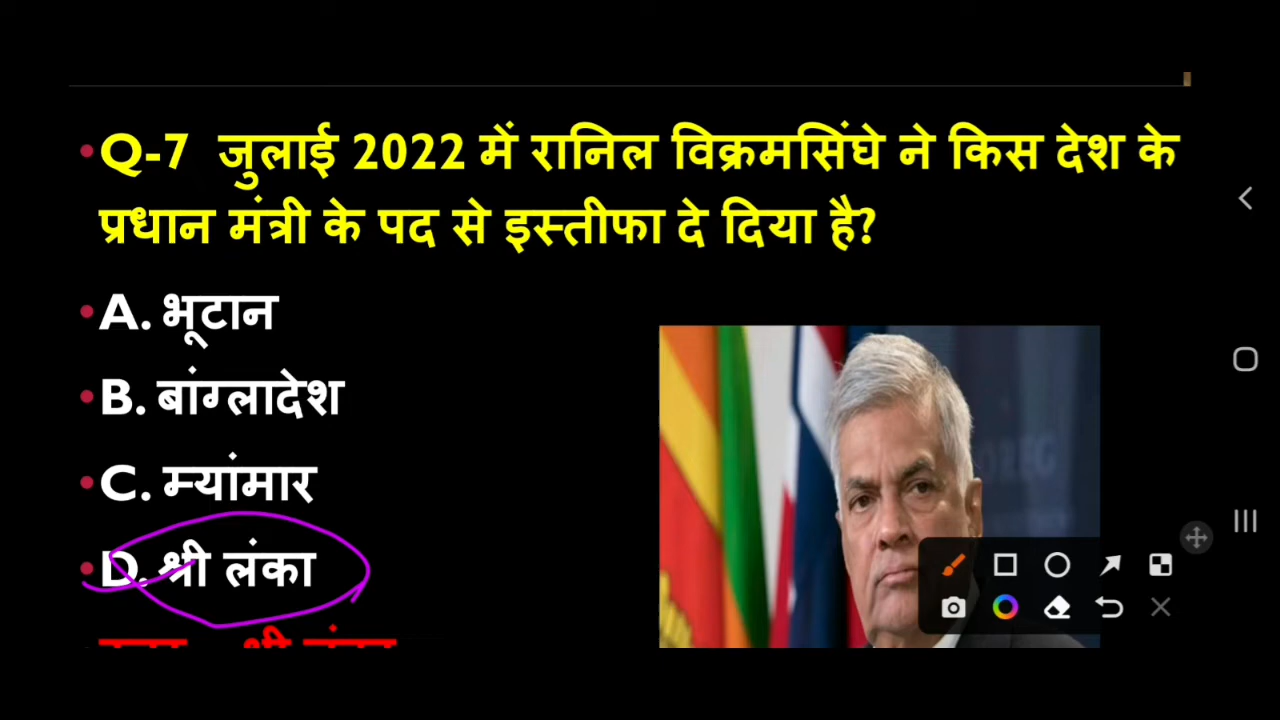 Q-7 जुलाई 2022 में रानिल विक्रमसिंघे ने किस देश के
प्रधान मंत्री के पद से इस्तीफा दे दिया है?
A. भूटान
B. बांग्लादेश
C. म्यांमार
D. श्री लंका